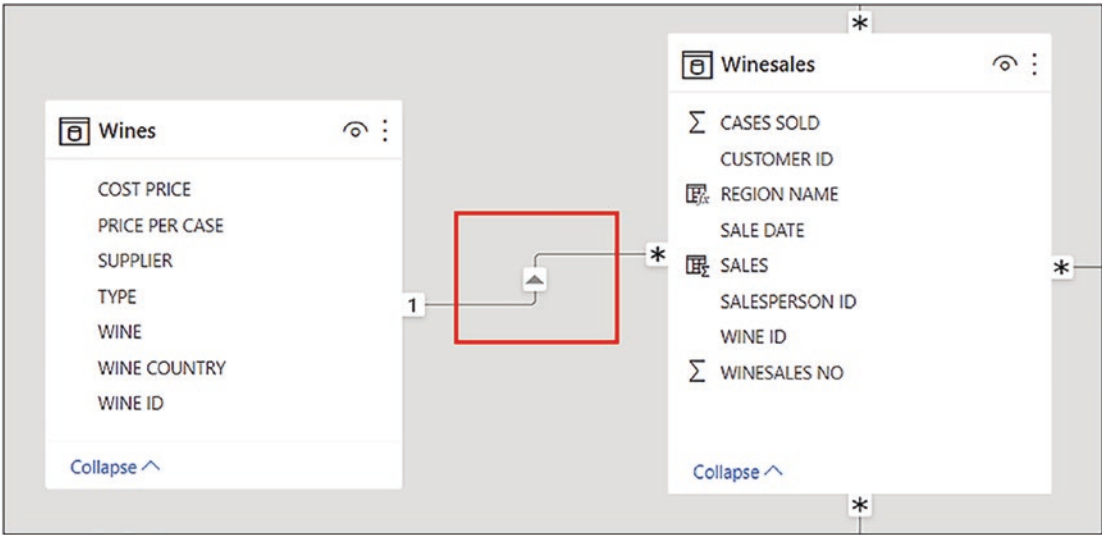 Wines
COST PRICE
PRICE PER CASE
SUPPLIER
TYPE
WINE
WINE COUNTRY
WINE ID
Collapse
1
*
*
Winesales
Σ CASES SOLD
CUSTOMER ID
REGION NAME
SALE DATE
SALES
SALESPERSON ID
WINE ID
Σ WINESALES NO
Collapse
*
*